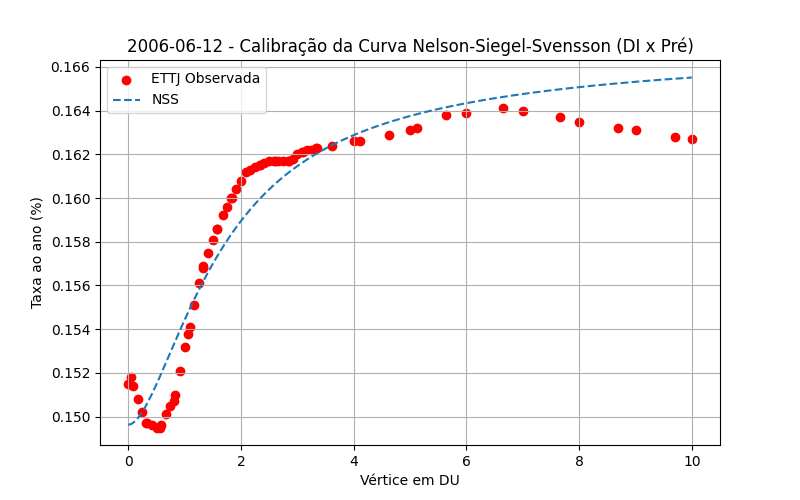 2006-06-12 - Calibração da Curva Nelson-Siegel-Svensson (DI x Pré)
ETTJ Observada
NSS
Taxa ao ano (%)
0.166
0.164
0.162
0.160
0.158
0.156
0.154
0.152
0.150
0 2 4 6 8 10
Vértice em DU